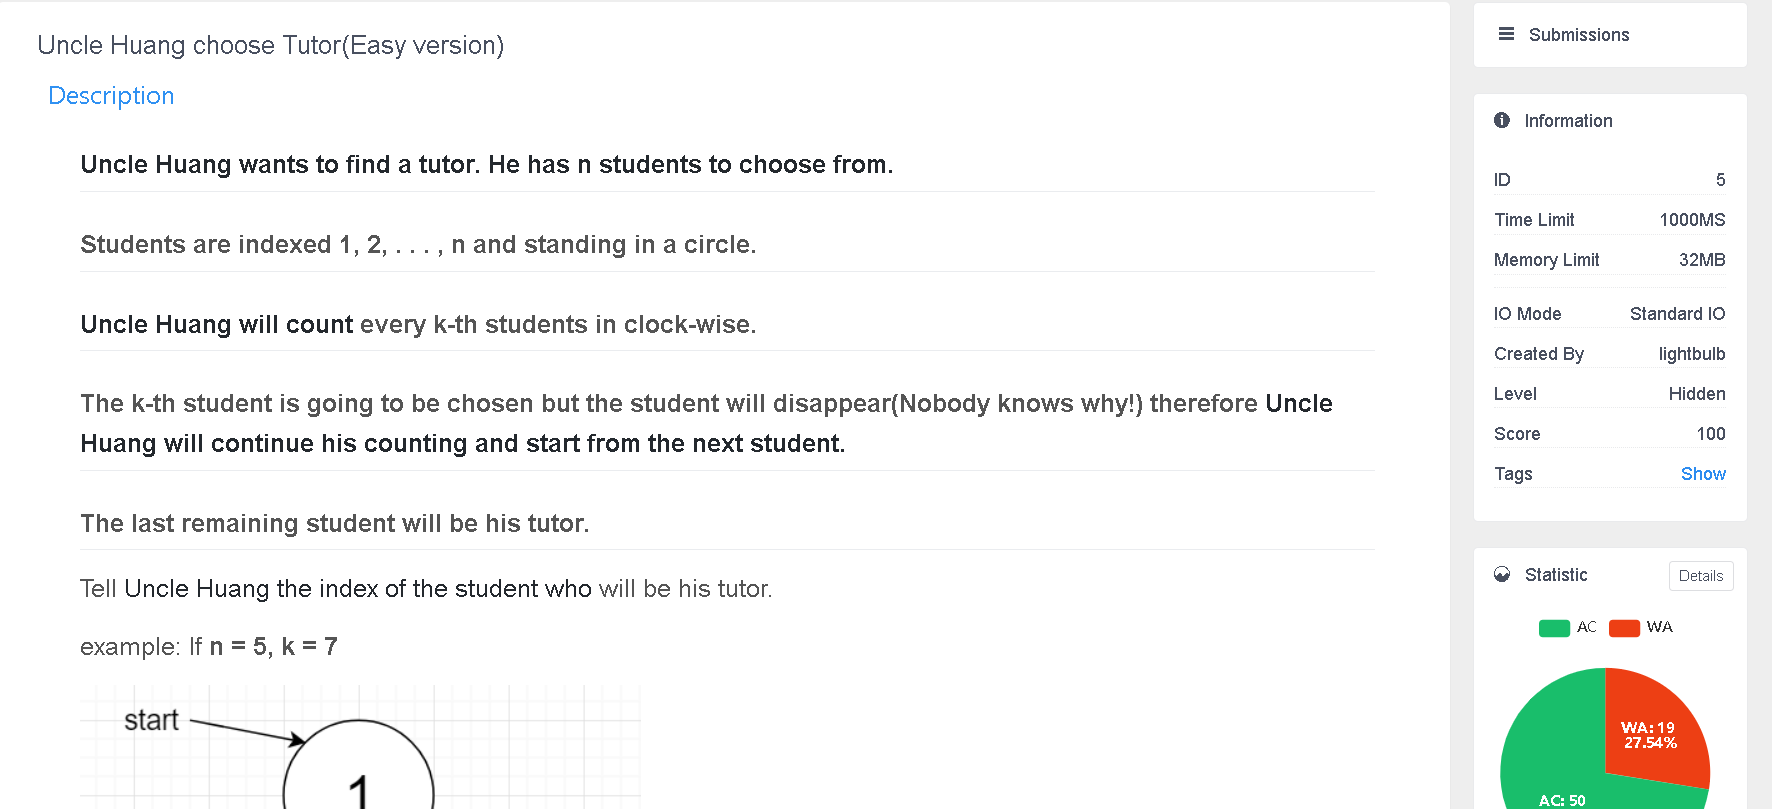 Uncle Huang choose Tutor(Easy version)
Description
Uncle Huang wants to find a tutor. He has n students to choose from.
Students are indexed 1, 2, . . . , n and standing in a circle.
Uncle Huang will count every k-th students in clock-wise.
The k-th student is going to be chosen but the student will disappear(Nobody knows why!) therefore Uncle
Huang will continue his counting and start from the next student.
The last remaining student will be his tutor.
Tell Uncle Huang the index of the student who will be his tutor.
example: If n = 5, k = 7
start
1
Submissions
Information
ID 5
Time Limit 1000MS
Memory Limit 32MB
IO Mode Standard IO
Created By lightbulb
Level Hidden
Score 100
Tags Show
Statistic Details
AC WA
WA: 19
27.54%
AC: 50